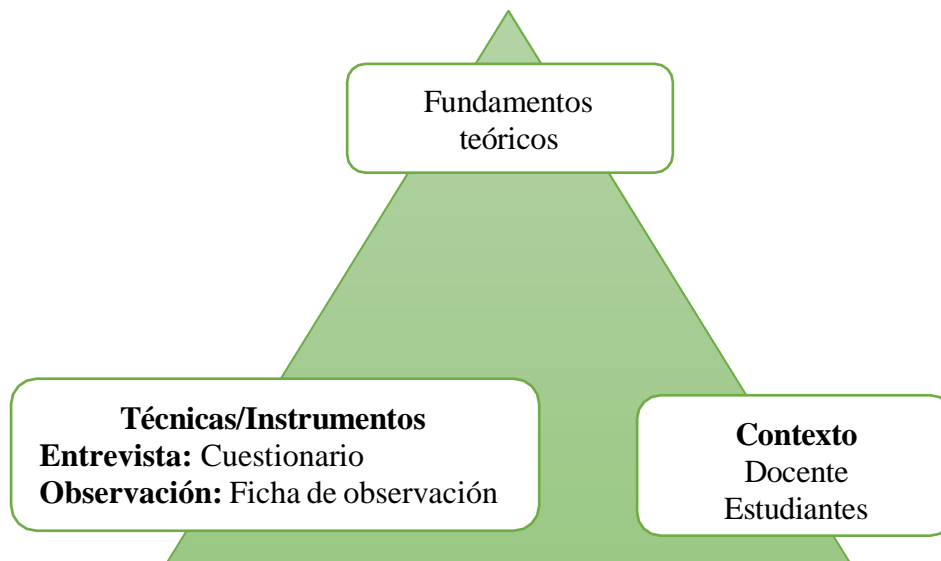 Fundamentos
teóricos
Técnicas/Instrumentos
Entrevista: Cuestionario
Observación: Ficha de observación
Contexto
Docente
Estudiantes